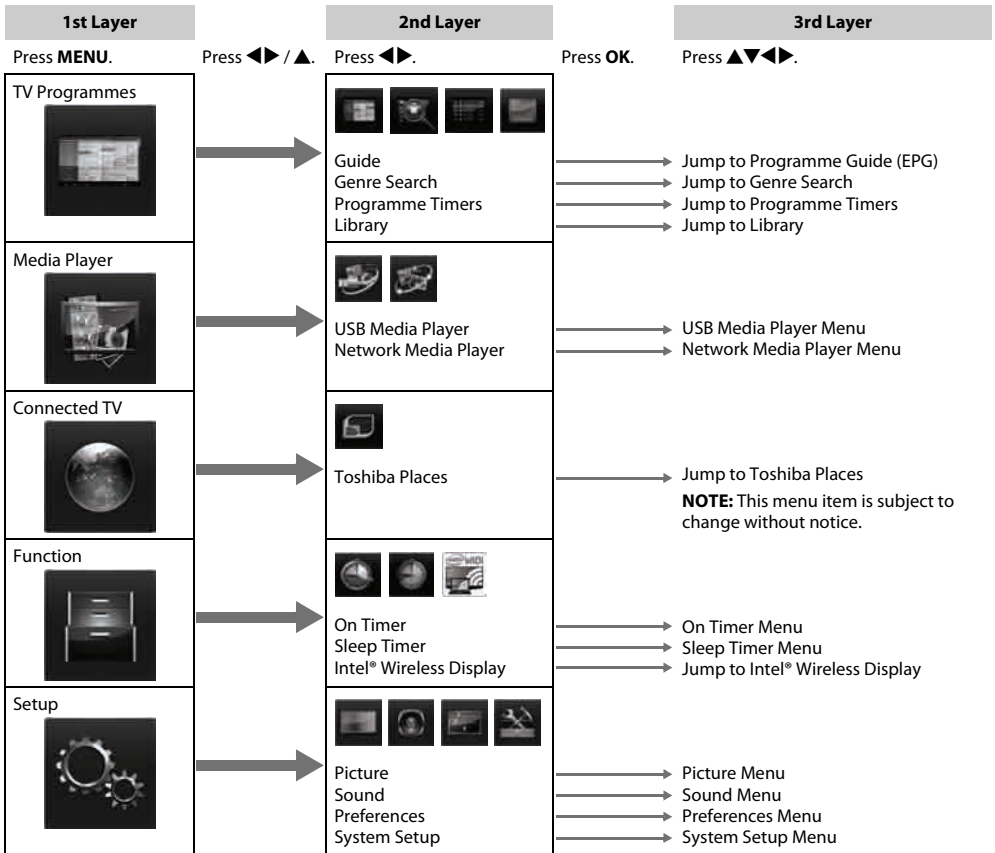 1st Layer
2nd Layer
3rd Layer
Press MENU.
Press ◀▶ / ▲.
Press ◀▶.
Press OK.
Press ▲▼◀▶.
TV Programmes
Guide
Genre Search
Programme Timers
Library
Jump to Programme Guide (EPG)
Jump to Genre Search
Jump to Programme Timers
Jump to Library
Media Player
USB Media Player
Network Media Player
USB Media Player Menu
Network Media Player Menu
Connected TV
Toshiba Places
Jump to Toshiba Places
NOTE: This menu item is subject to
change without notice.
Function
WiDi
On Timer
Sleep Timer
Intel® Wireless Display
On Timer Menu
Sleep Timer Menu
Jump to Intel® Wireless Display
Setup
Picture
Sound
Preferences
System Setup
Picture Menu
Sound Menu
Preferences Menu
System Setup Menu